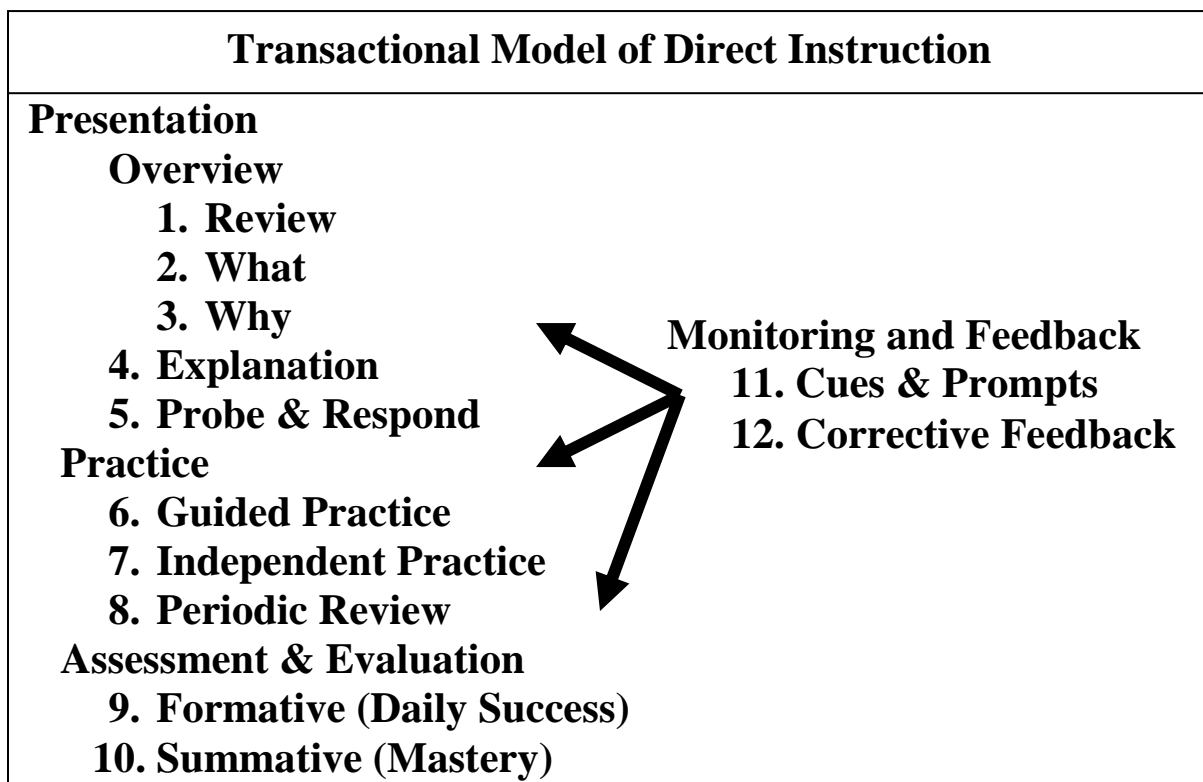 Transactional Model of Direct Instruction
Presentation
Overview
1. Review
2. What
3. Why
4. Explanation
5. Probe & Respond
Practice
6. Guided Practice
7. Independent Practice
8. Periodic Review
Assessment & Evaluation
9. Formative (Daily Success)
10. Summative (Mastery)
Monitoring and Feedback
11. Cues & Prompts
12. Corrective Feedback